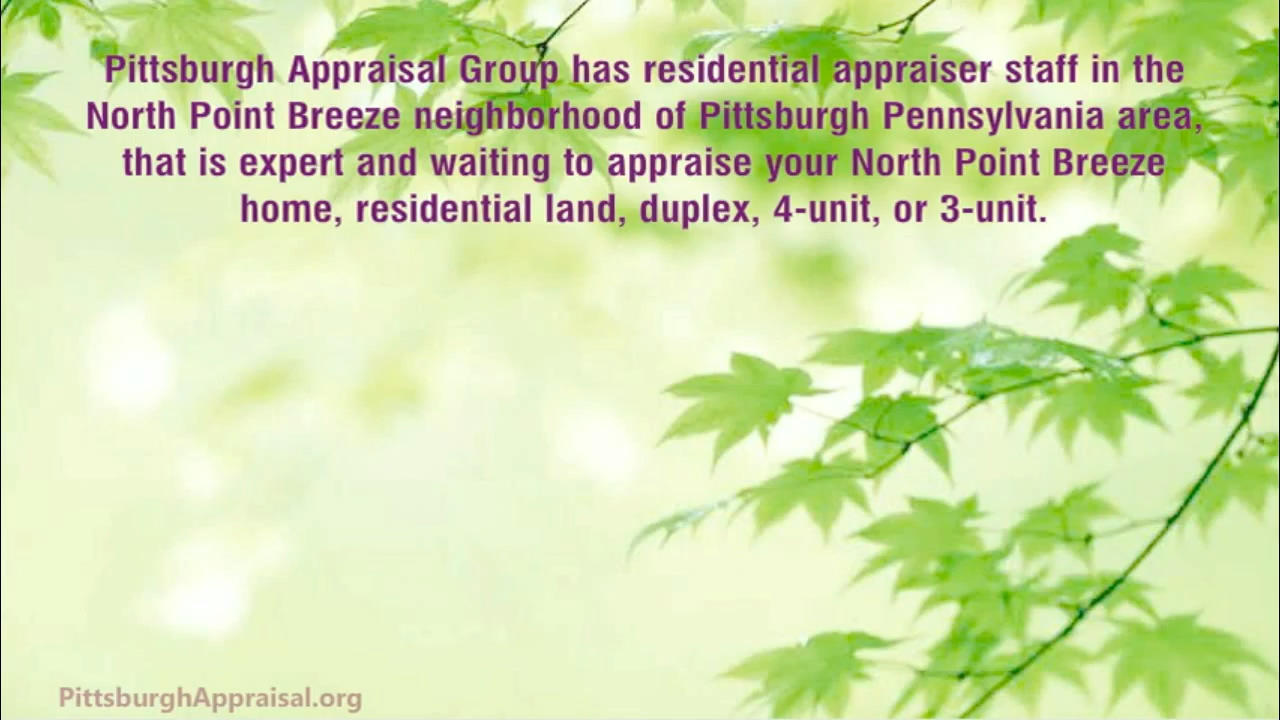 Pittsburgh Appraisal Group has residential appraiser staff in the
North Point Breeze neighborhood of Pittsburgh Pennsylvania area,
that is expert and waiting to appraise your North Point Breeze
home, residential land, duplex, 4-unit, or 3-unit.
PittsburghAppraisal.org